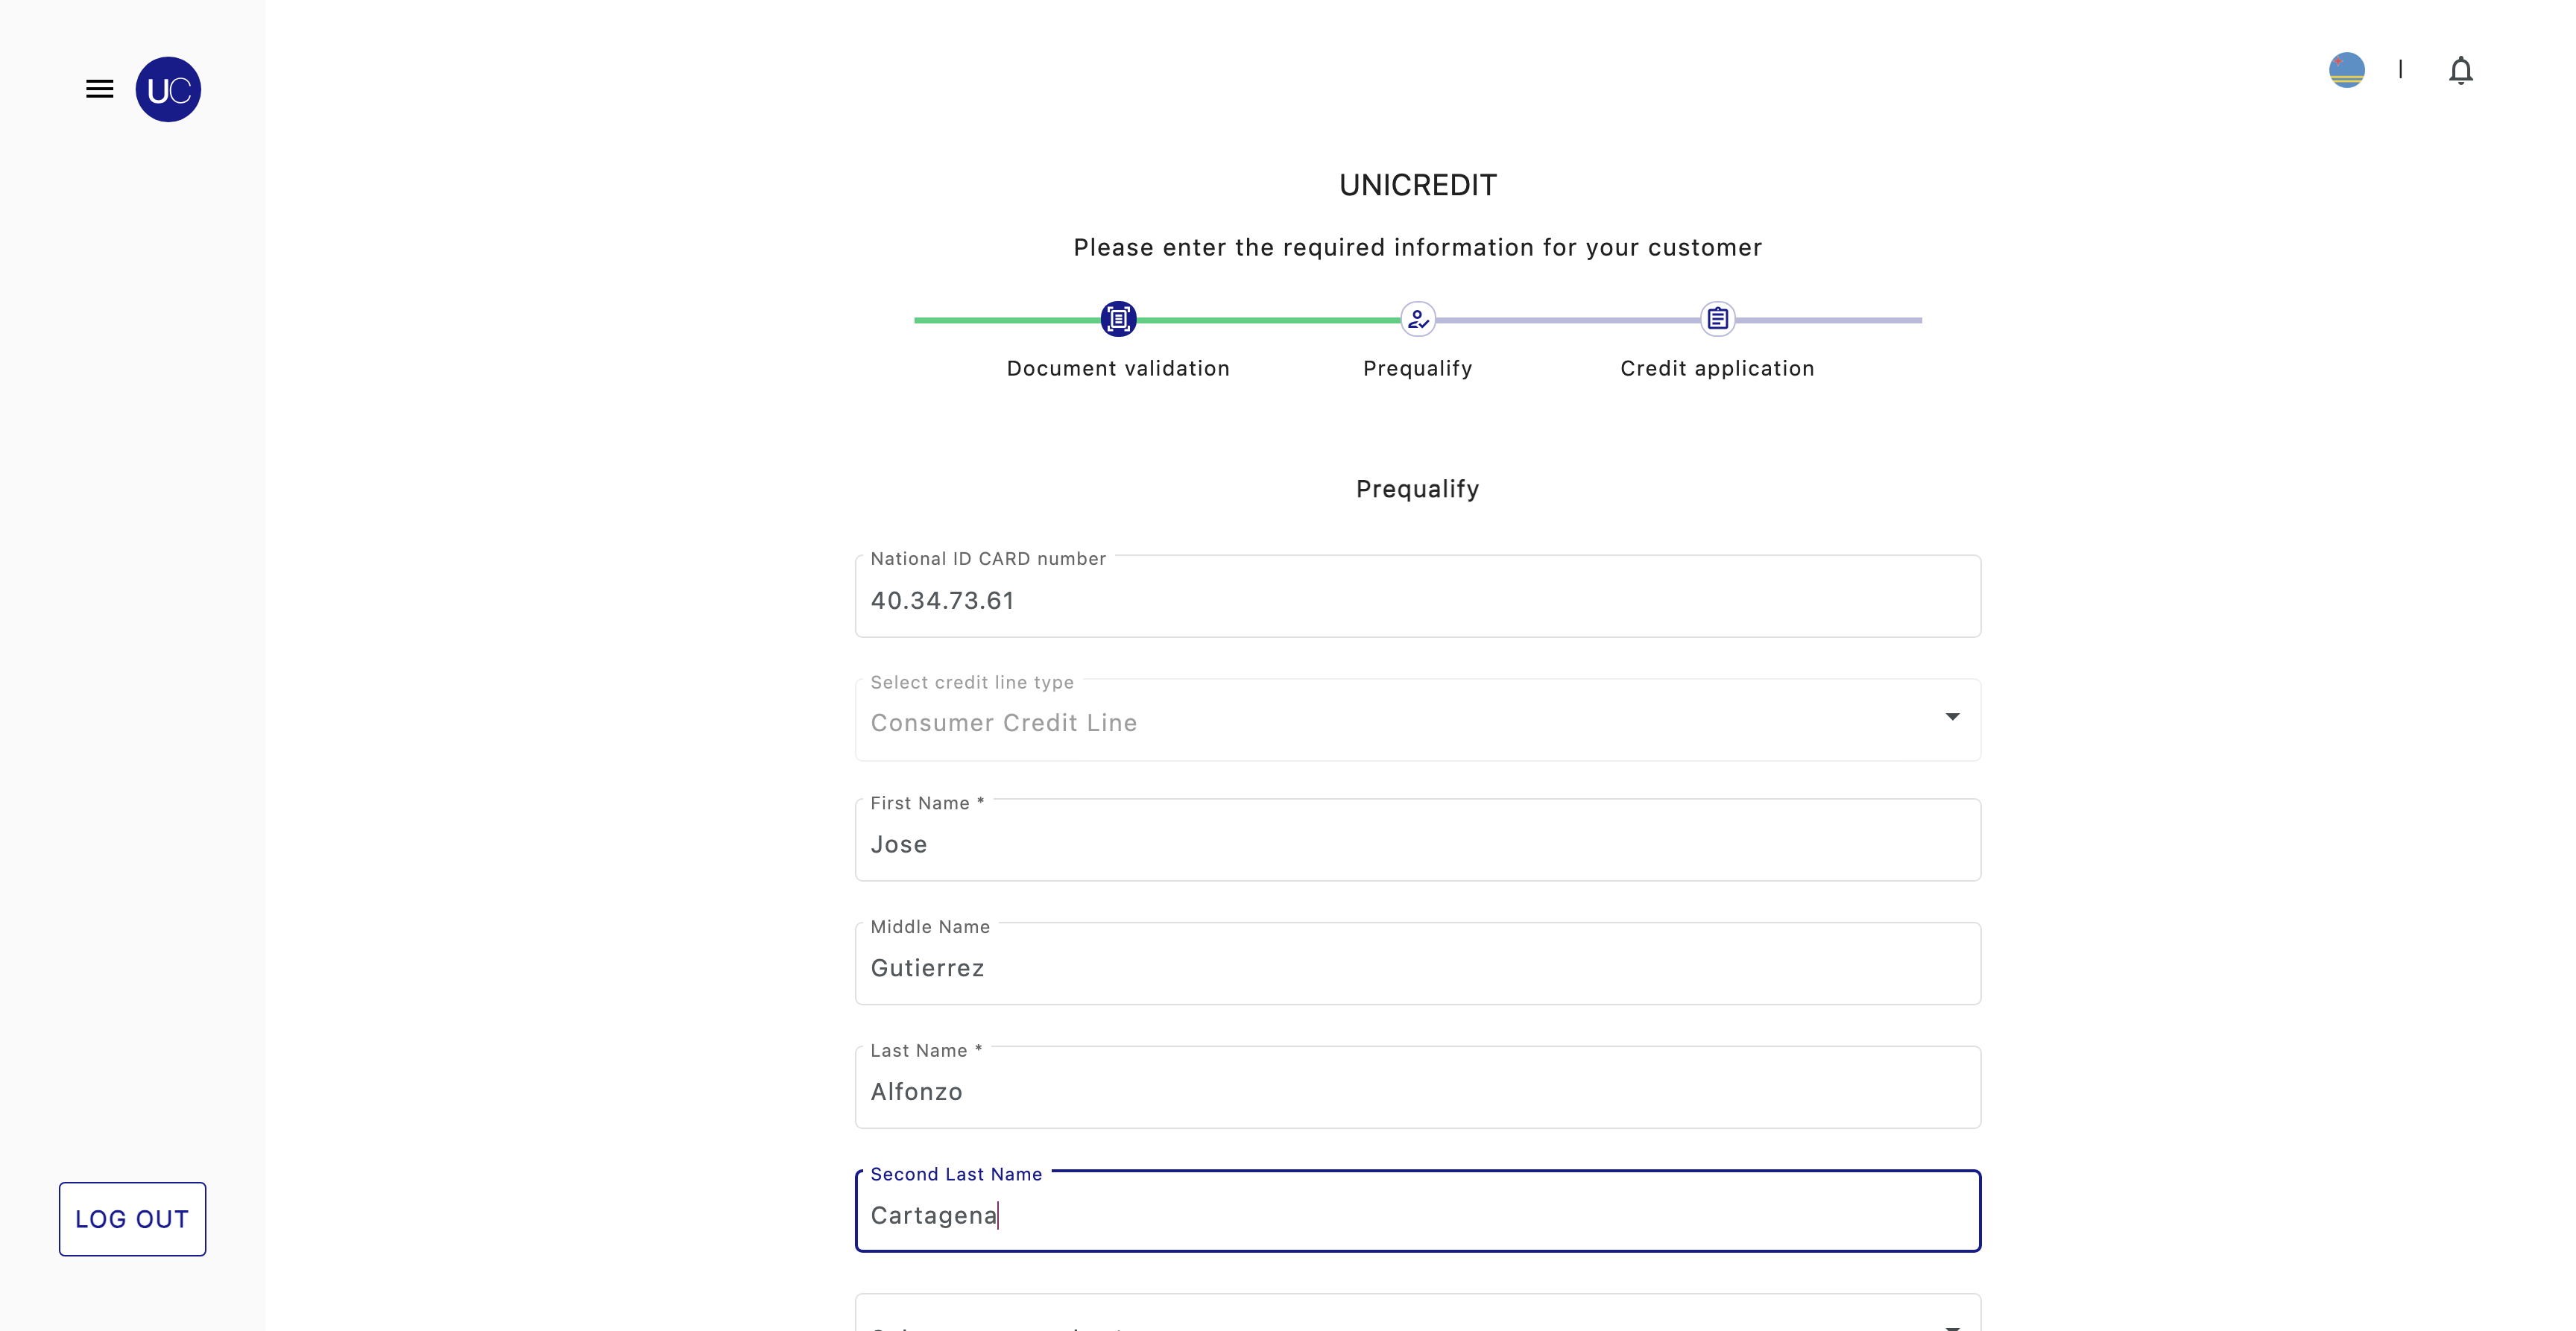 UC
UNICREDIT
Please enter the required information for your customer
Document validation
Prequalify
Credit application
Prequalify
National ID CARD number
40.34.73.61
Select credit line type
Consumer Credit Line
First Name *
Jose
Middle Name
Gutierrez
Last Name *
Alfonzo
Second Last Name
Cartagena
LOG OUT